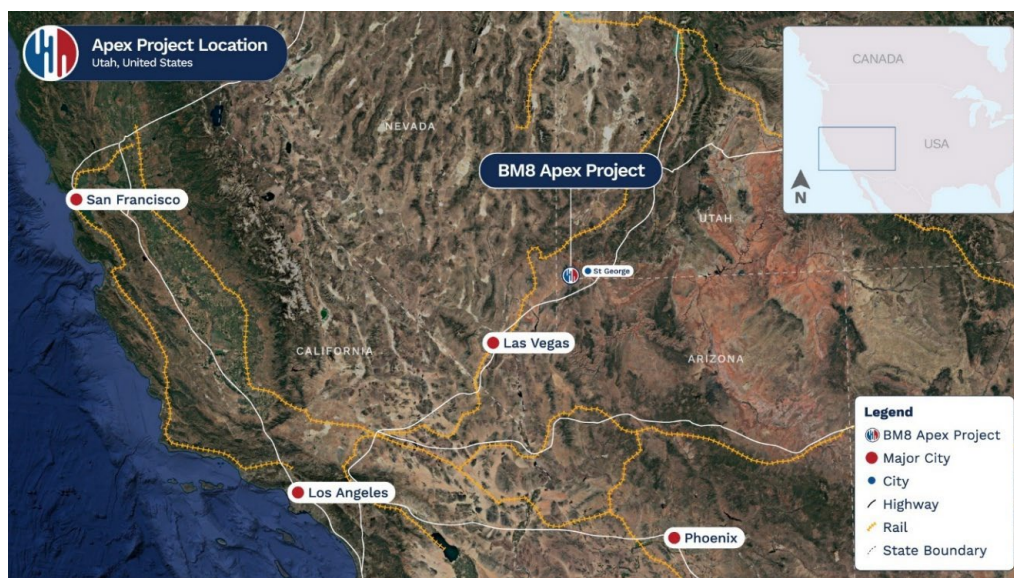 Apex Project Location
Utah, United States
CANADA
USA
N
NEVADA
BM8 Apex Project
San Francisco
UTAH
St George
Las Vegas
CALIFORNIA
ARIZONA
Los Angeles
Phoenix
Legend
BM8 Apex Project
Major City
City
Highway
Rail
State Boundary